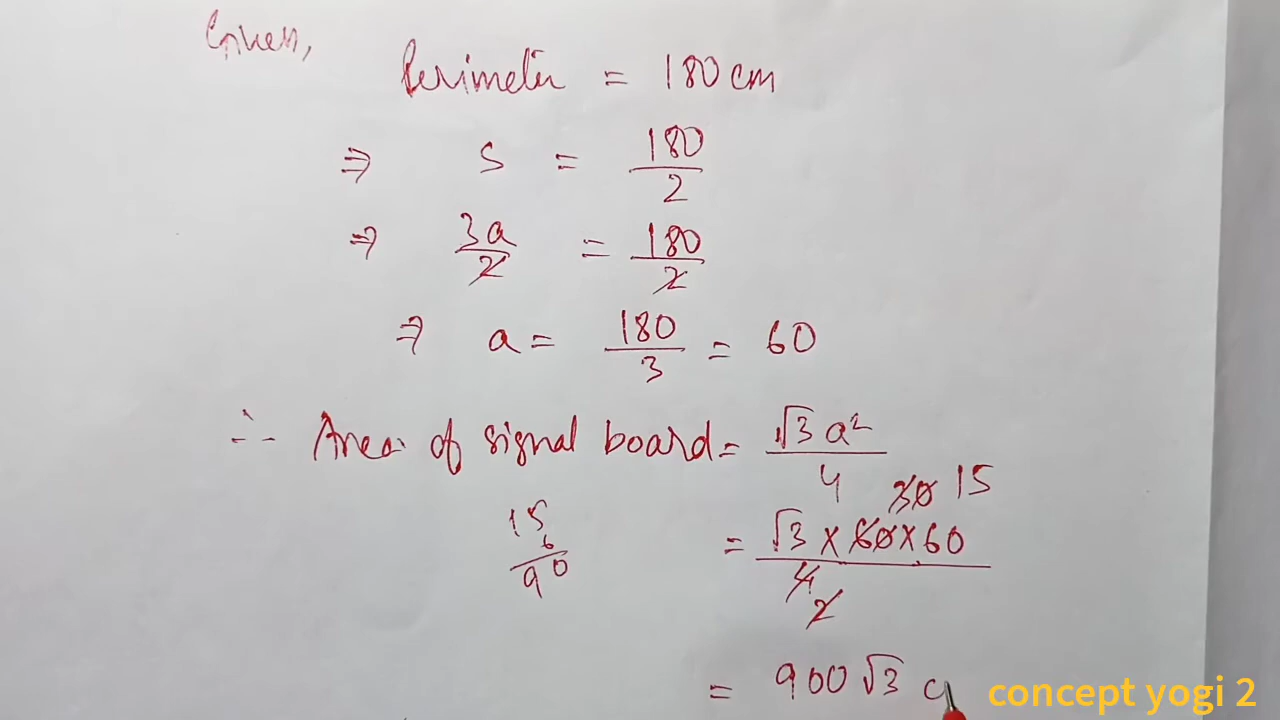 Given,
Perimeter = 180 cm
⇒ s = 180/2
⇒ 3a/2 = 180/2
⇒ a = 180/3 = 60
∴ Area of signal board = √3 a²/4
30 15
= √3 × 60 × 60 / 4
2
15
6
90
= 900 √3 c
concept yogi 2